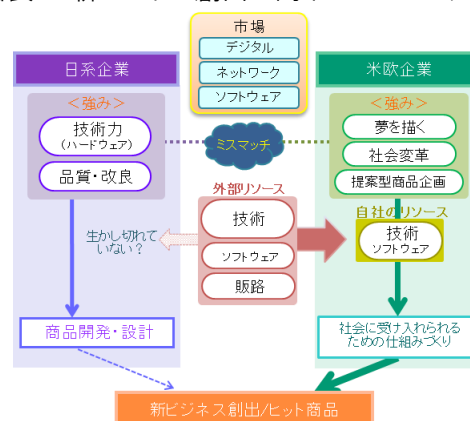 市場
デジタル
ネットワーク
ソフトウェア
日系企業
＜強み＞
技術力
(ハードウェア)
品質・改良
ミスマッチ
米欧企業
＜強み＞
夢を描く
社会変革
提案型商品企画
外部リソース
技術
ソフトウェア
販路
生かし切れて
いない？
自社のリソース
技術
ソフトウェア
商品開発・設計
社会に受け入れられる
ための仕組みづくり
新ビジネス創出/ヒット商品